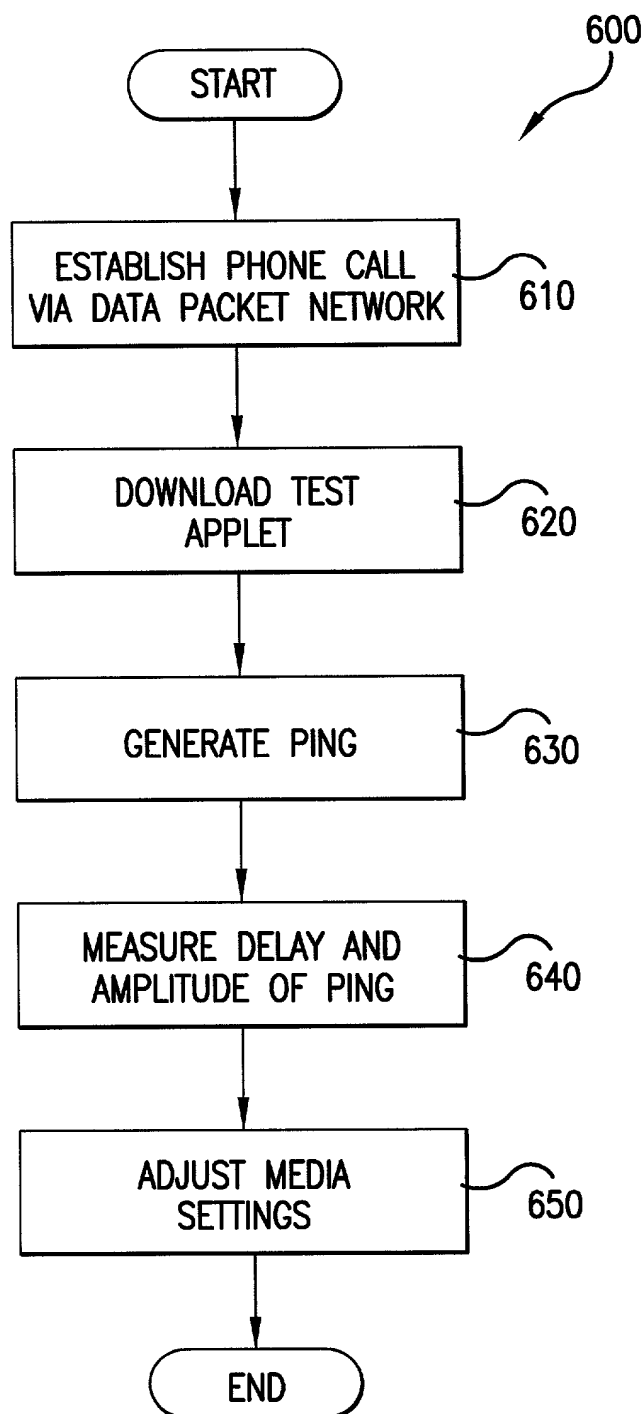 600
START
ESTABLISH PHONE CALL
VIA DATA PACKET NETWORK
610
DOWNLOAD TEST
APPLET
620
GENERATE PING
630
MEASURE DELAY AND
AMPLITUDE OF PING
640
ADJUST MEDIA
SETTINGS
650
END